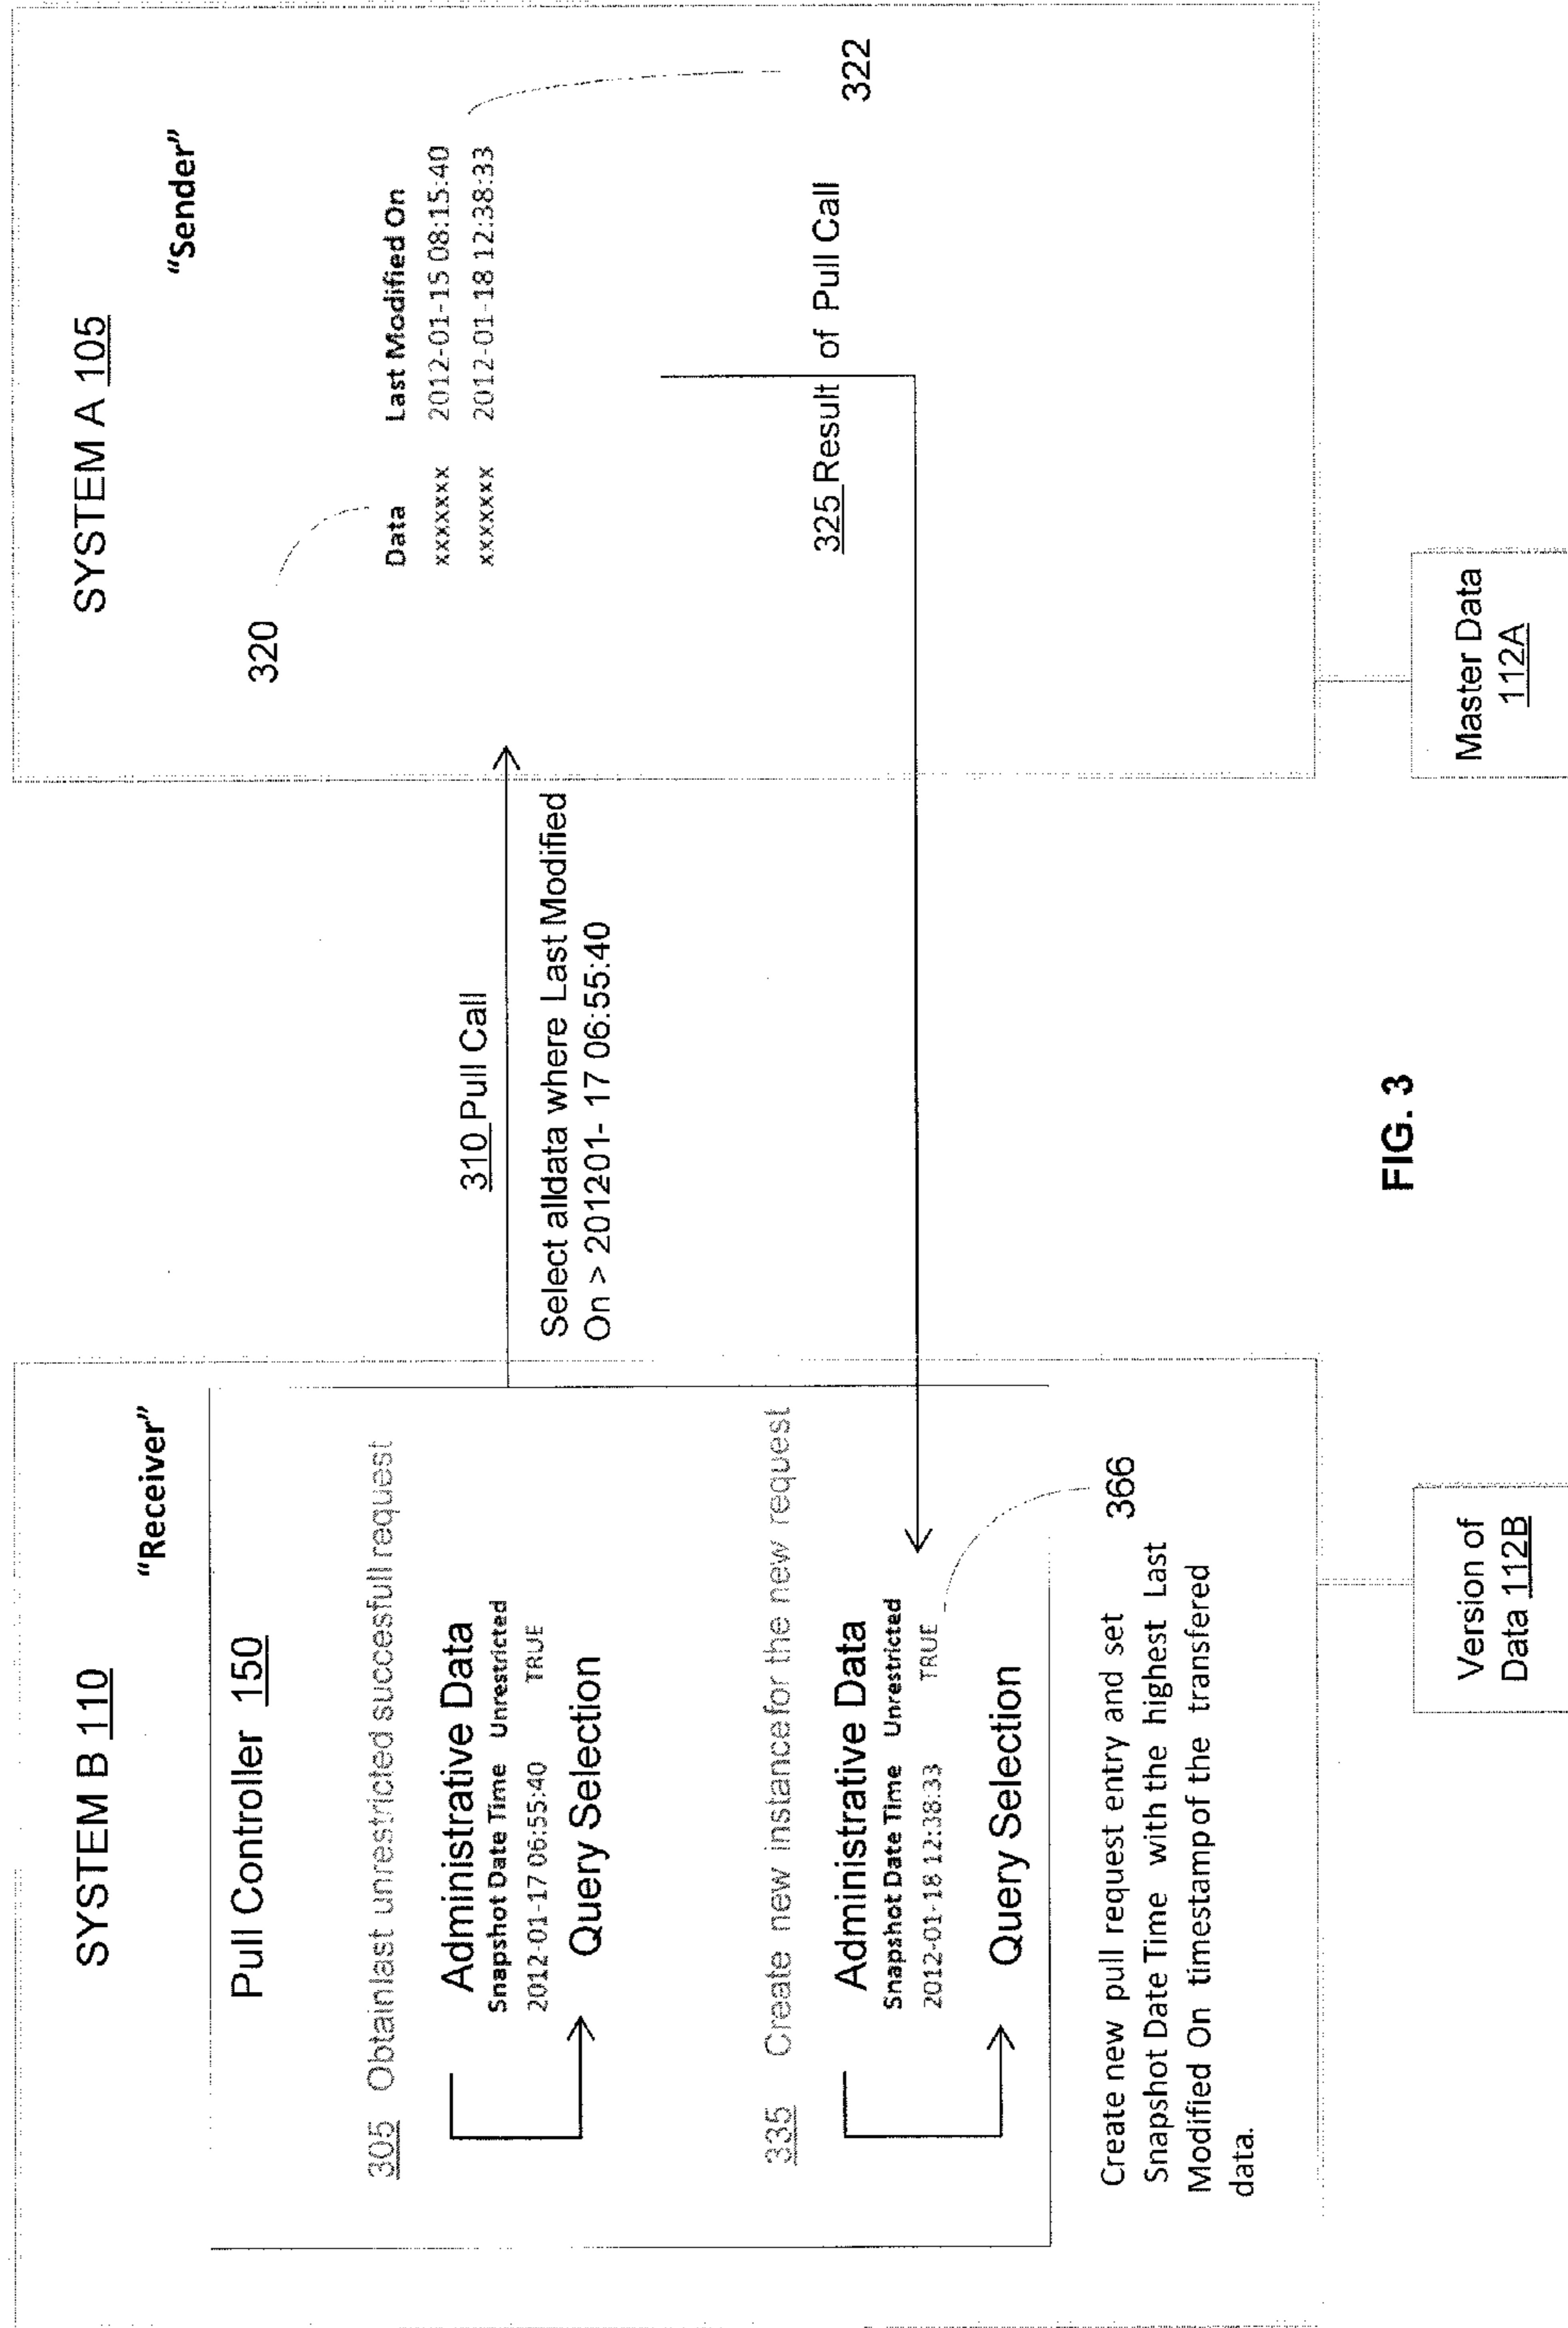 SYSTEM B 110
"Receiver"
Pull Controller 150
305 Obtainlast unrestricted succesfull request
Administrative Data
Snapshot Date Time Unrestricted
2012-01-17 06:55:40 TRUE
Query Selection
335 Create new instancefor the new request
Administrative Data
Snapshot Date Time Unrestricted
2012-01-18 12:38:33 TRUE
Query Selection
366
Create new pull request entry and set
Snapshot Date Time with the highest Last
Modified On timestamp of the transfered
data.
Version of
Data 112B
310 Pull Call
Select alldata where Last Modified
On > 201201- 17 06:55:40
SYSTEM A 105
"Sender"
320
Data Last Modified On
xxxxxxx 2012-01-15 08:15:40
xxxxxxx 2012-01-18 12:38:33
322
325 Result of Pull Call
Master Data
112A
FIG. 3